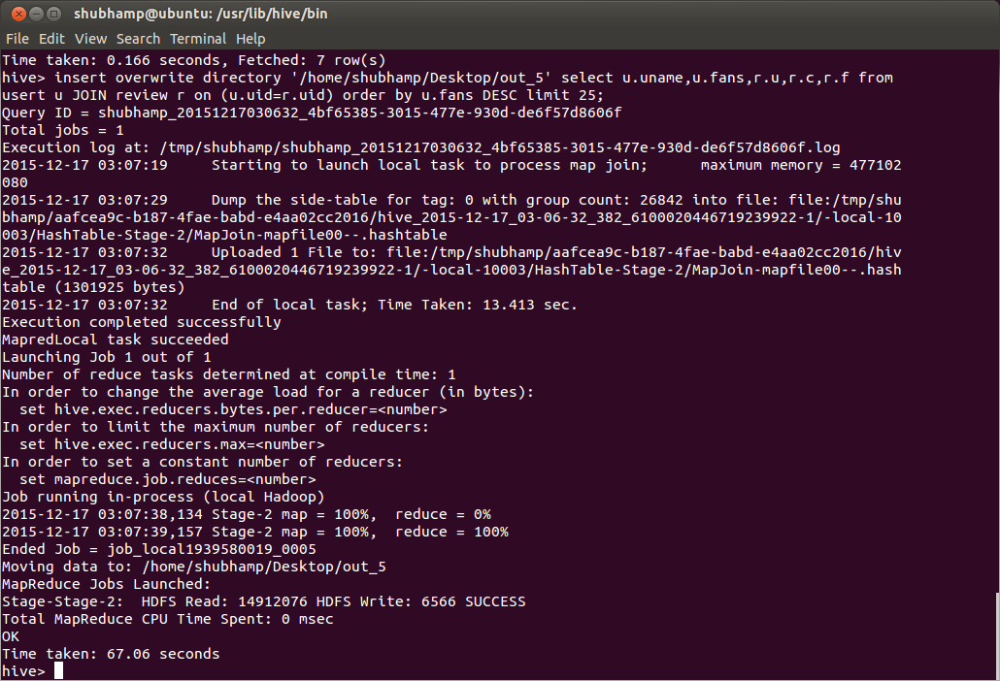 shubhamp@ubuntu: /usr/lib/hive/bin
File Edit View Search Terminal Help
Time taken: 0.166 seconds, Fetched: 7 row(s)
hive> insert overwrite directory '/home/shubhamp/Desktop/out_5' select u.uname,u.fans,r.u,r.c,r.f from
usert u JOIN review r on (u.uid=r.uid) order by u.fans DESC limit 25;
Query ID = shubhamp_20151217030632_4bf65385-3015-477e-930d-de6f57d8606f
Total jobs = 1
Execution log at: /tmp/shubhamp/shubhamp_20151217030632_4bf65385-3015-477e-930d-de6f57d8606f.log
2015-12-17 03:07:19     Starting to launch local task to process map join;      maximum memory = 477102
080
2015-12-17 03:07:29     Dump the side-table for tag: 0 with group count: 26842 into file: file:/tmp/shu
bhamp/aafcea9c-b187-4fae-babd-e4aa02cc2016/hive_2015-12-17_03-06-32_382_6100020446719239922-1/-local-10
003/HashTable-Stage-2/MapJoin-mapfile00--.hashtable
2015-12-17 03:07:32     Uploaded 1 File to: file:/tmp/shubhamp/aafcea9c-b187-4fae-babd-e4aa02cc2016/hiv
e_2015-12-17_03-06-32_382_6100020446719239922-1/-local-10003/HashTable-Stage-2/MapJoin-mapfile00--.hash
table (1301925 bytes)
2015-12-17 03:07:32     End of local task; Time Taken: 13.413 sec.
Execution completed successfully
MapredLocal task succeeded
Launching Job 1 out of 1
Number of reduce tasks determined at compile time: 1
In order to change the average load for a reducer (in bytes):
  set hive.exec.reducers.bytes.per.reducer=<number>
In order to limit the maximum number of reducers:
  set hive.exec.reducers.max=<number>
In order to set a constant number of reducers:
  set mapreduce.job.reduces=<number>
Job running in-process (local Hadoop)
2015-12-17 03:07:38,134 Stage-2 map = 100%,  reduce = 0%
2015-12-17 03:07:39,157 Stage-2 map = 100%,  reduce = 100%
Ended Job = job_local1939580019_0005
Moving data to: /home/shubhamp/Desktop/out_5
MapReduce Jobs Launched:
Stage-Stage-2:  HDFS Read: 14912076 HDFS Write: 6566 SUCCESS
Total MapReduce CPU Time Spent: 0 msec
OK
Time taken: 67.06 seconds
hive>